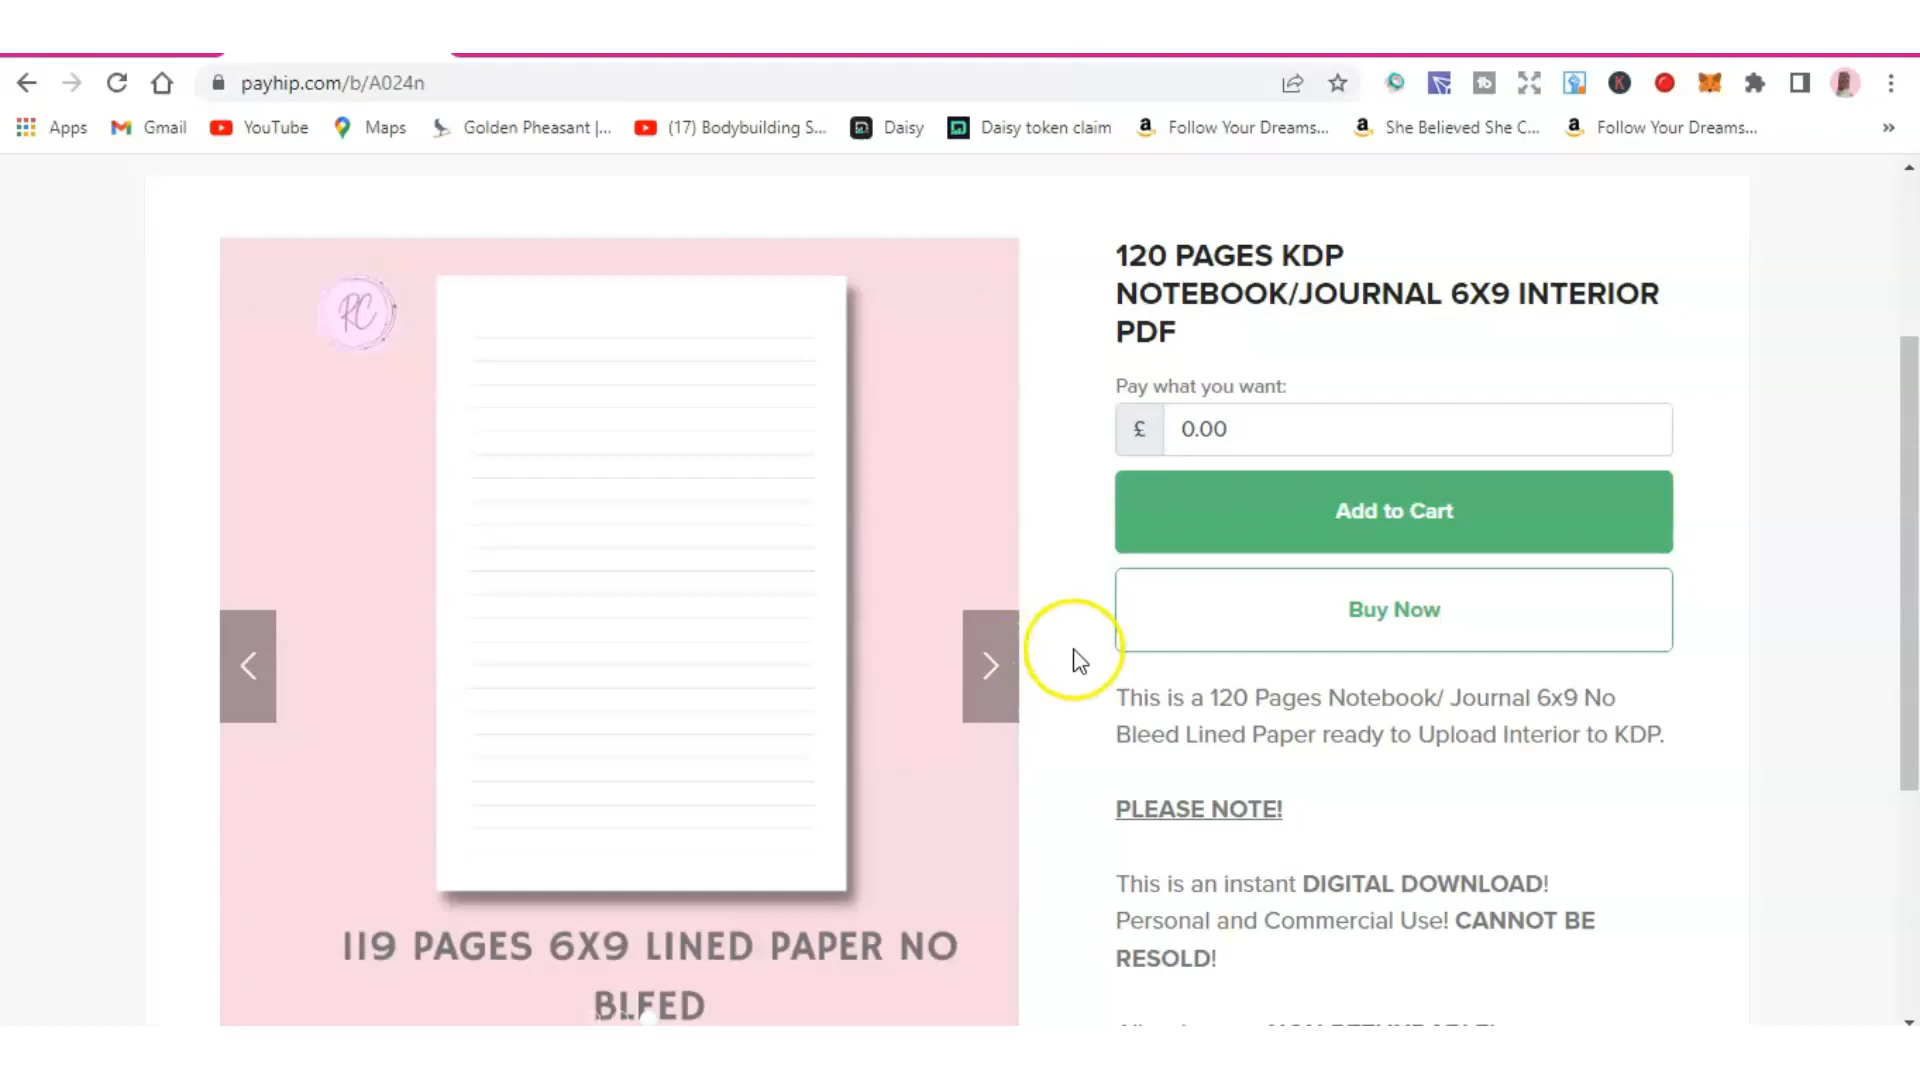 payhip.com/b/A024n
Apps
Gmail
YouTube
Maps
Golden Pheasant |...
(17) Bodybuilding S...
Daisy
Daisy token claim
Follow Your Dreams...
She Believed She C...
Follow Your Dreams...
RC
119 PAGES 6X9 LINED PAPER NO
BLEED
120 PAGES KDP
NOTEBOOK/JOURNAL 6X9 INTERIOR
PDF
Pay what you want:
£ 0.00
Add to Cart
Buy Now
This is a 120 Pages Notebook/ Journal 6x9 No
Bleed Lined Paper ready to Upload Interior to KDP.
PLEASE NOTE!
This is an instant DIGITAL DOWNLOAD!
Personal and Commercial Use! CANNOT BE
RESOLD!